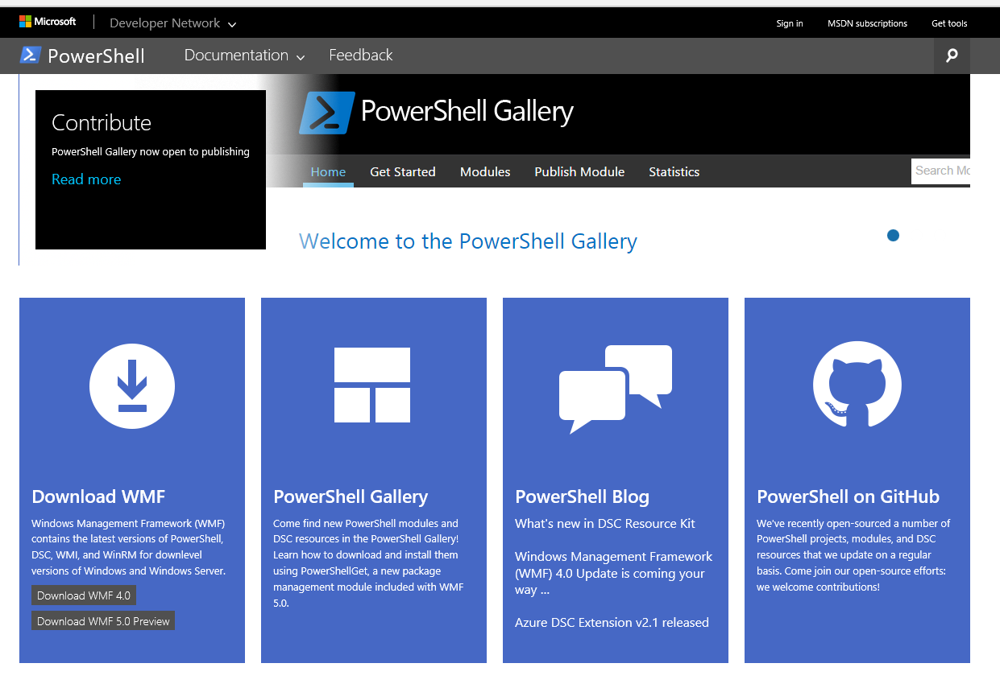 Microsoft
Developer Network
Sign in
MSDN subscriptions
Get tools
PowerShell
Documentation
Feedback
Contribute
PowerShell Gallery now open to publishing
Read more
PowerShell Gallery
Home
Get Started
Modules
Publish Module
Statistics
Search Mo
Welcome to the PowerShell Gallery
Download WMF
Windows Management Framework (WMF)
contains the latest versions of PowerShell,
DSC, WMI, and WinRM for downlevel
versions of Windows and Windows Server.
Download WMF 4.0
Download WMF 5.0 Preview
PowerShell Gallery
Come find new PowerShell modules and
DSC resources in the PowerShell Gallery!
Learn how to download and install them
using PowerShellGet, a new package
management module included with WMF
5.0.
PowerShell Blog
What's new in DSC Resource Kit
Windows Management Framework
(WMF) 4.0 Update is coming your
way ...
Azure DSC Extension v2.1 released
PowerShell on GitHub
We've recently open-sourced a number of
PowerShell projects, modules, and DSC
resources that we update on a regular
basis. Come join our open-source efforts:
we welcome contributions!